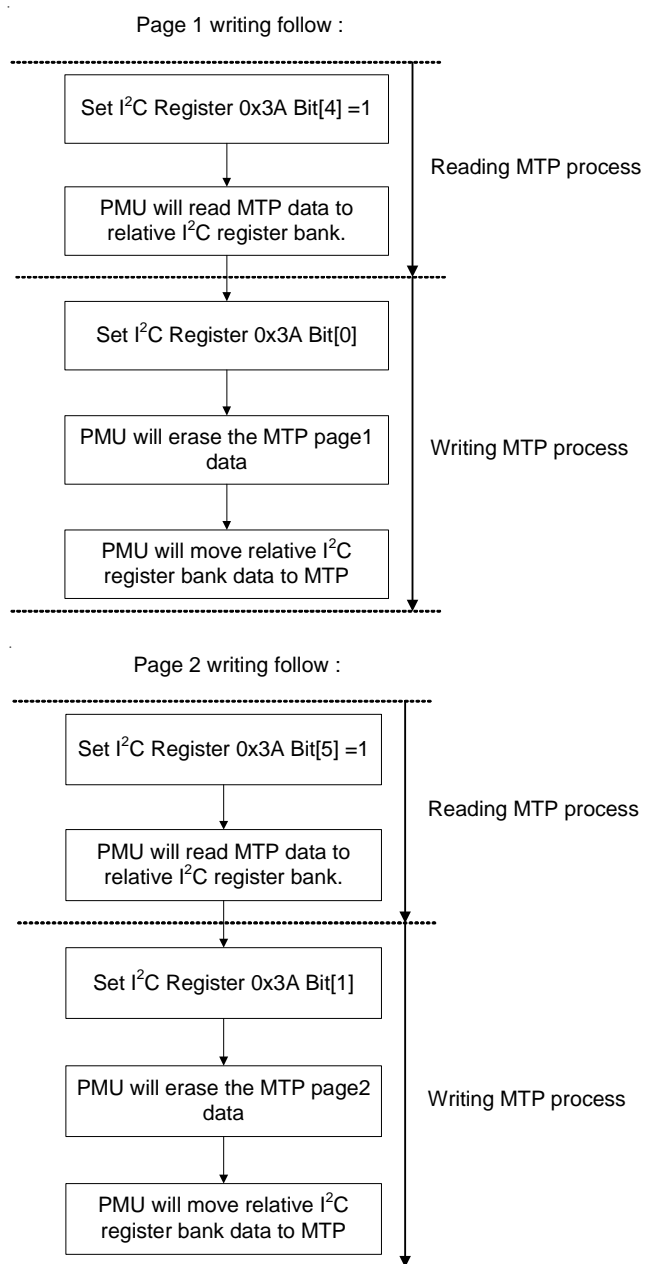 Page 1 writing follow :
Set I²C Register 0x3A Bit[4] =1
Reading MTP process
PMU will read MTP data to
relative I²C register bank.
Set I²C Register 0x3A Bit[0]
PMU will erase the MTP page1
data
Writing MTP process
PMU will move relative I²C
register bank data to MTP
Page 2 writing follow :
Set I²C Register 0x3A Bit[5] =1
Reading MTP process
PMU will read MTP data to
relative I²C register bank.
Set I²C Register 0x3A Bit[1]
PMU will erase the MTP page2
data
Writing MTP process
PMU will move relative I²C
register bank data to MTP